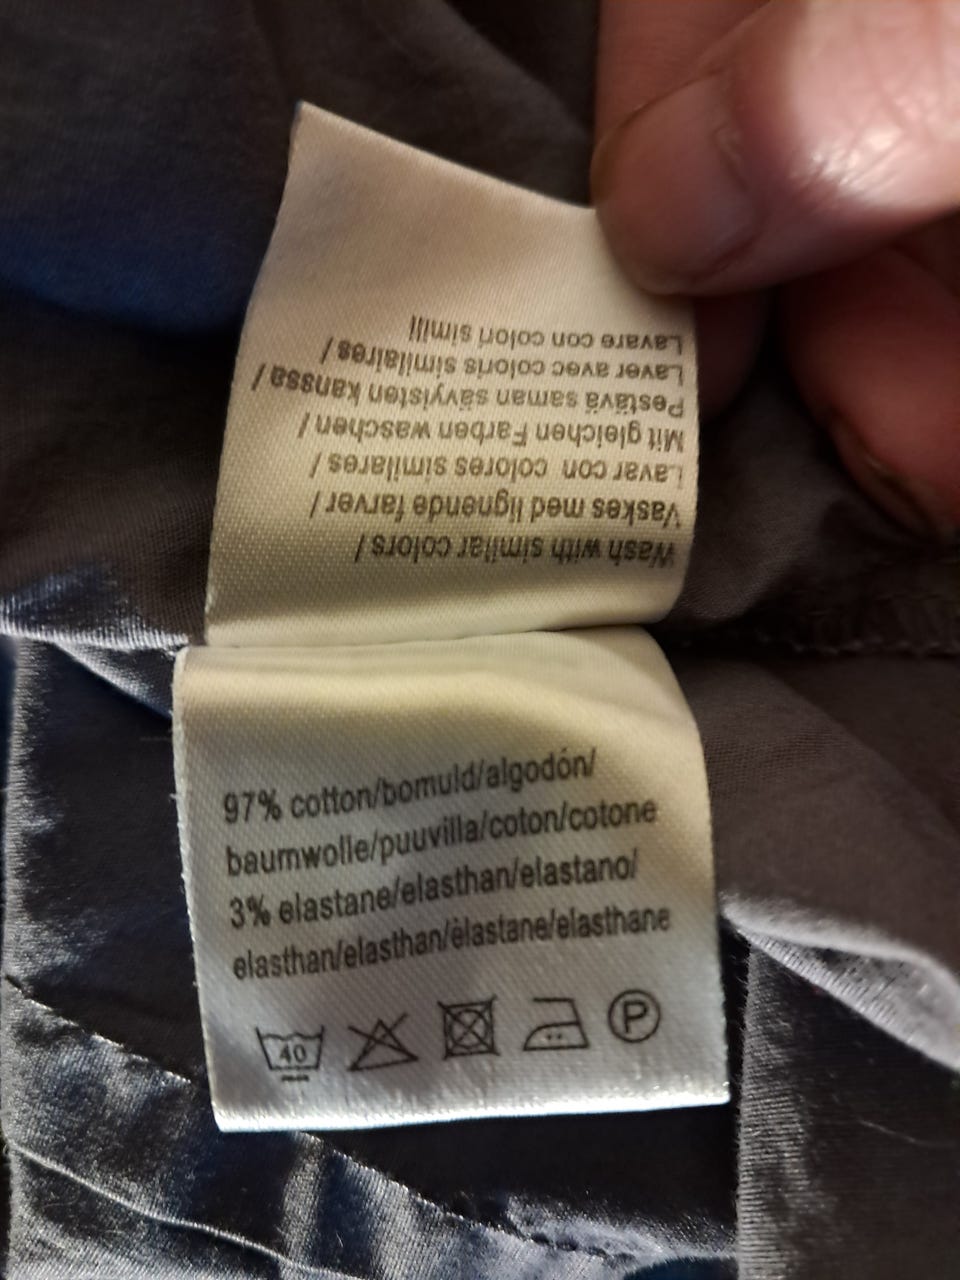 Wash with similar colors /
Vaskes med lignende farver /
Lavar con colores similares /
Mit gleichen Farben waschen /
Pestävä saman sävyisten kanssa /
Laver avec coloris similaires /
Lavare con colori simili
97% cotton/bomuld/algodón/
baumwolle/puuvilla/coton/cotone
3% elastane/elasthan/elastano/
elasthan/elasthan/élastane/elasthane
40 P